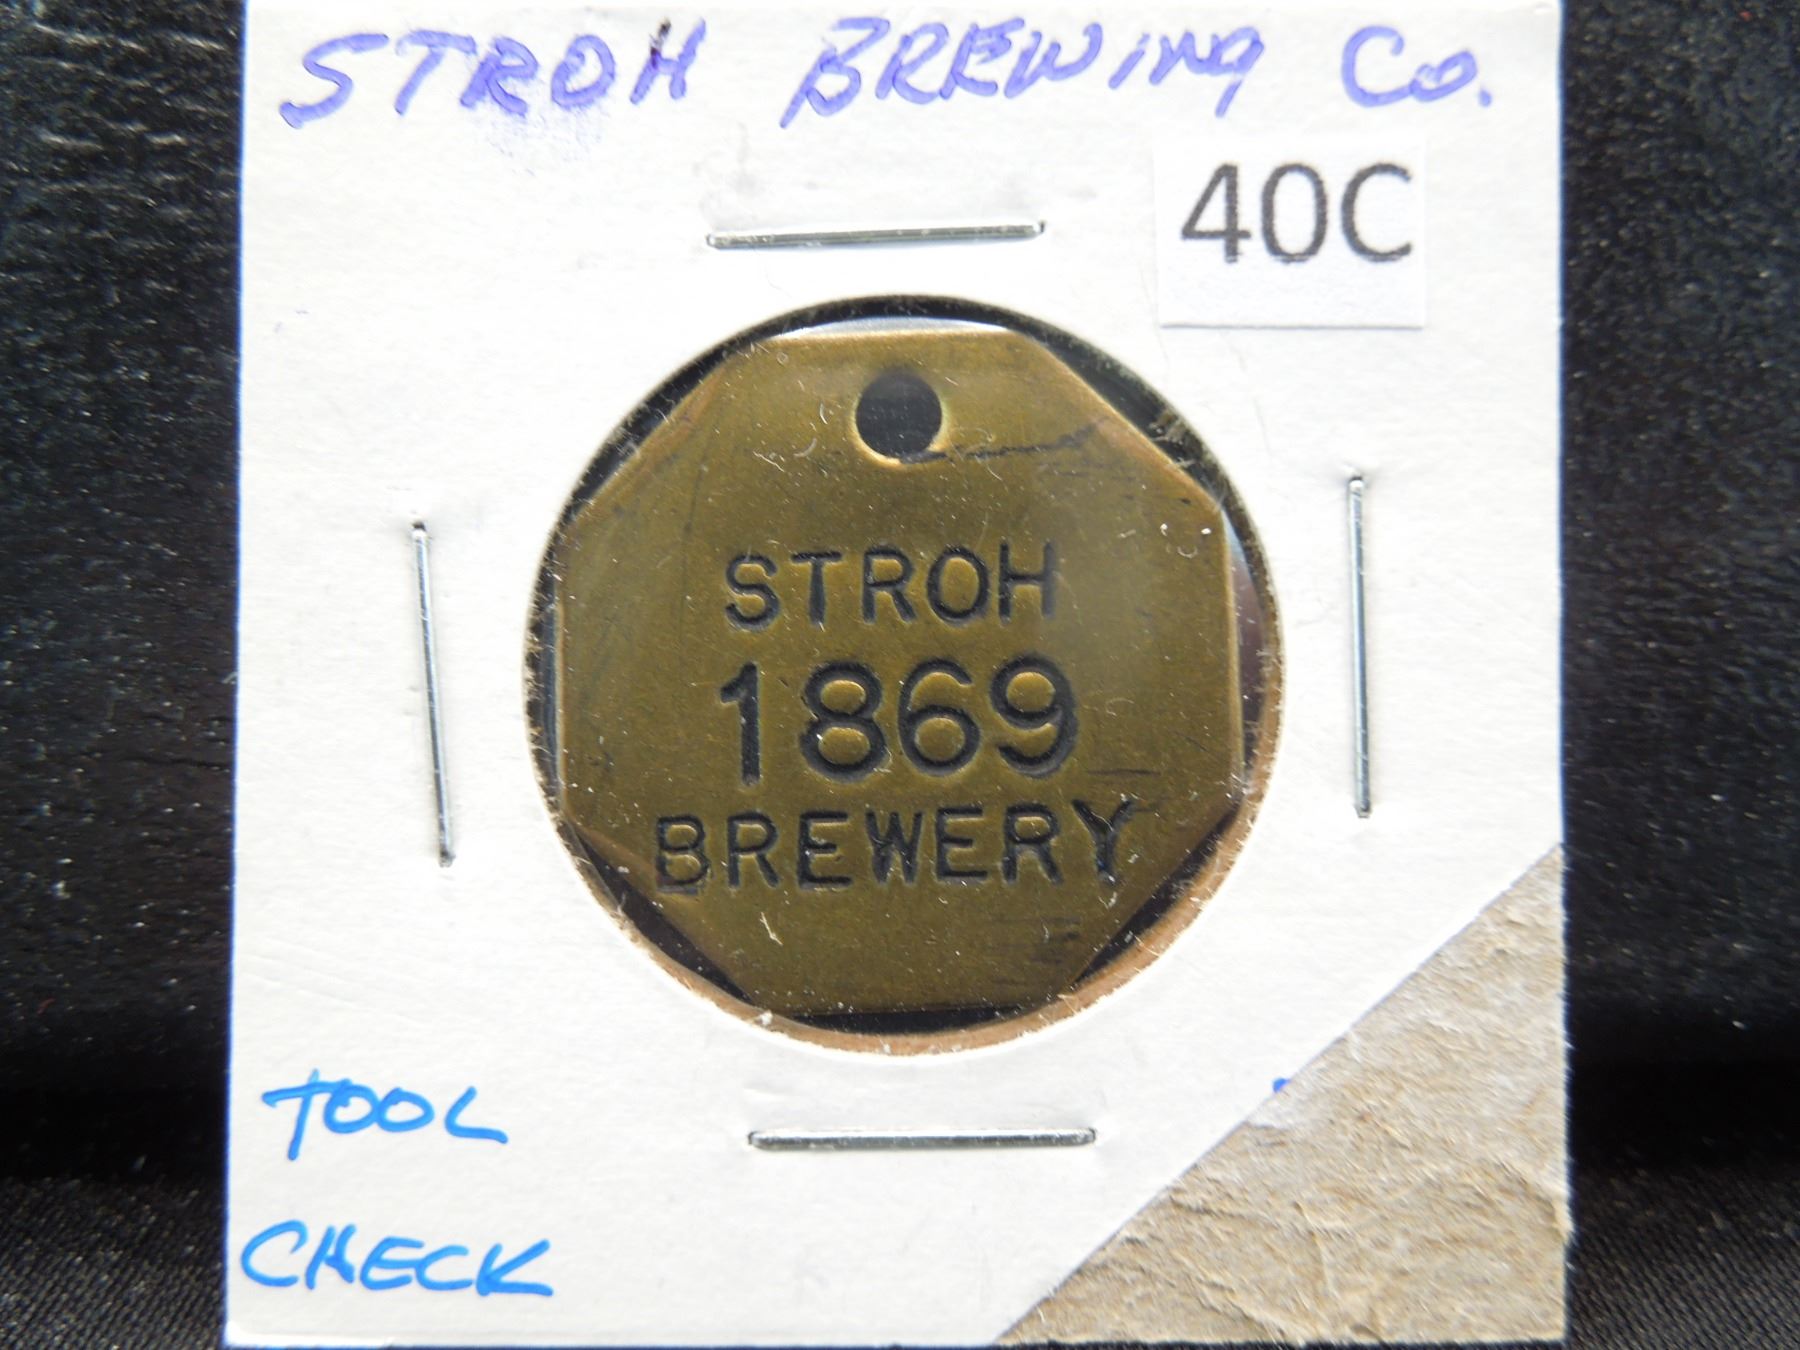 STROH BREWING Co.
40C
STROH
1869
BREWERY
TOOL
CHECK